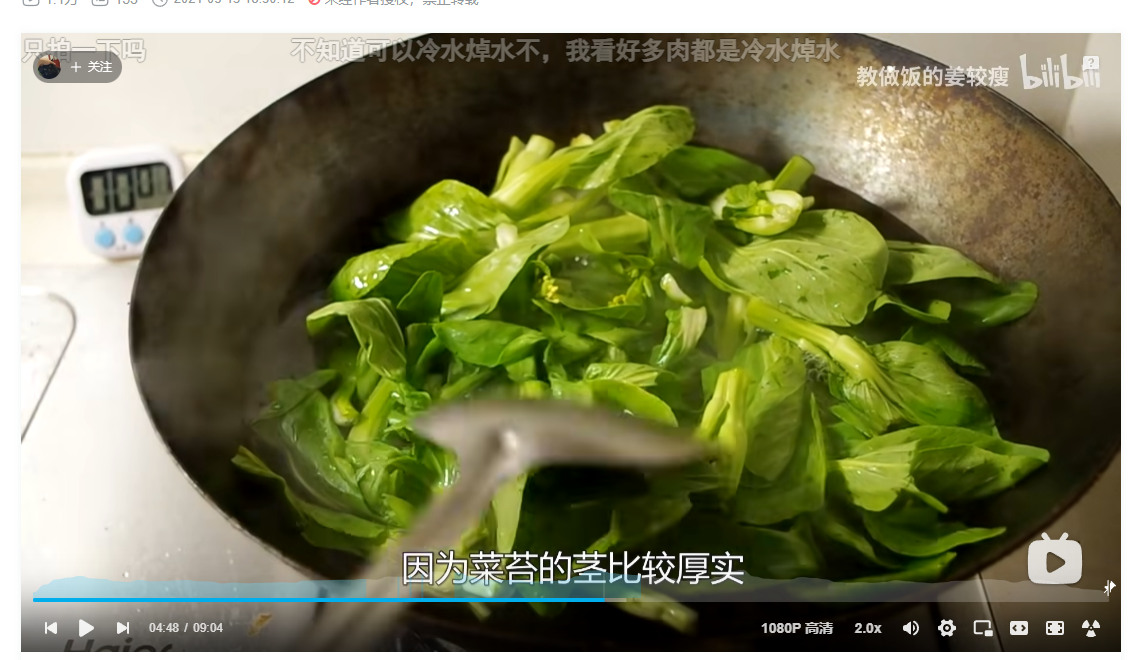 只拍一下吗
不知道可以冷水焯水不，我看好多肉都是冷水焯水
+ 关注
教做饭的姜较瘦 bilibili
因为菜苔的茎比较厚实
04:48 / 09:04
1080P 高清 2.0x
Haier